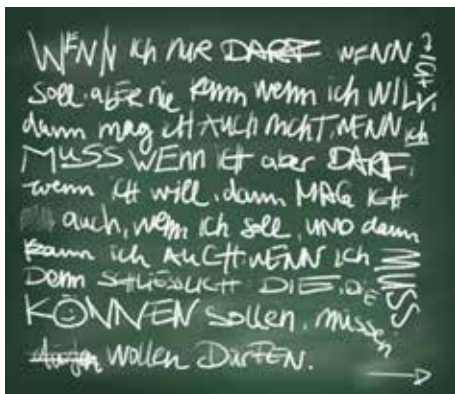 WENN ich NUR DARF WENN ich
soll. aber nie kann wenn ich WILL,
dann mag ich AUCH NICHT, WENN ich
MUSS WENN ich aber DARF,
wenn ich will, dann MAG ich
auch, wenn ich soll, UND dann
kann ich AUCH. WENN ich MUSS
Denn SCHLIESSLICH DIE, DIE
KÖNNEN sollen, müssen
wollen DÜRFEN.